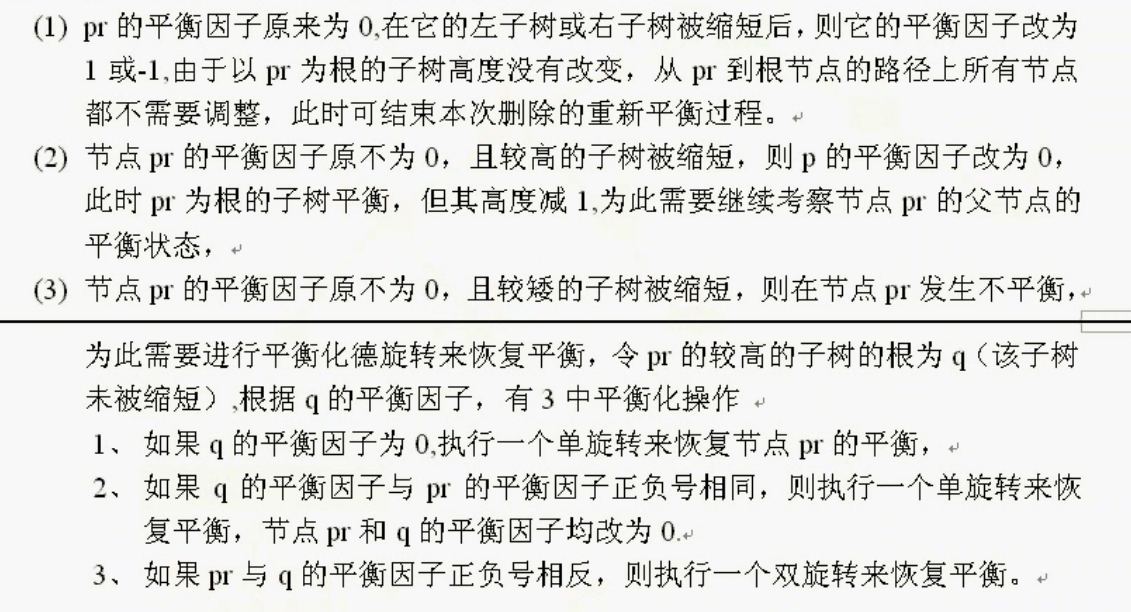 (1) pr 的平衡因子原来为 0,在它的左子树或右子树被缩短后,则它的平衡因子改为
1 或-1,由于以 pr 为根的子树高度没有改变，从 pr 到根节点的路径上所有节点
都不需要调整，此时可结束本次删除的重新平衡过程。
(2) 节点 pr 的平衡因子原不为 0，且较高的子树被缩短，则 p 的平衡因子改为 0，
此时 pr 为根的子树平衡，但其高度减 1,为此需要继续考察节点 pr 的父节点的
平衡状态，
(3) 节点 pr 的平衡因子原不为 0，且较矮的子树被缩短，则在节点 pr 发生不平衡，
为此需要进行平衡化德旋转来恢复平衡，令 pr 的较高的子树的根为 q（该子树
未被缩短）,根据 q 的平衡因子，有 3 中平衡化操作
1、 如果 q 的平衡因子为 0,执行一个单旋转来恢复节点 pr 的平衡，
2、 如果 q 的平衡因子与 pr 的平衡因子正负号相同，则执行一个单旋转来恢
复平衡，节点 pr 和 q 的平衡因子均改为 0.
3、 如果 pr 与 q 的平衡因子正负号相反，则执行一个双旋转来恢复平衡。